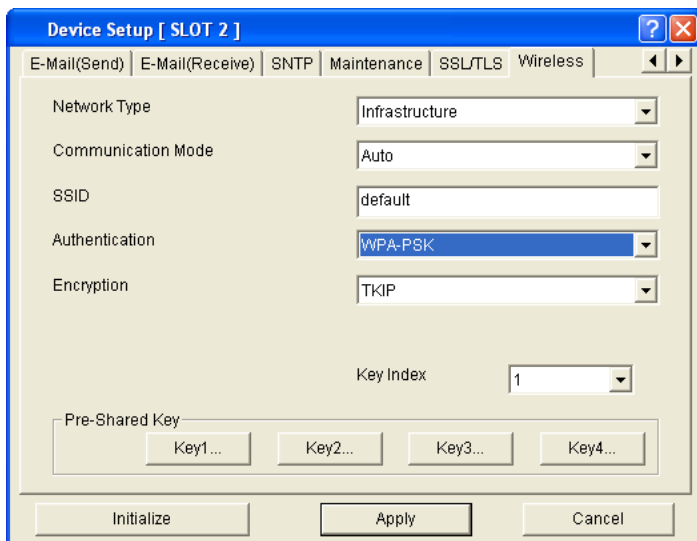 Device Setup [ SLOT 2 ]
E-Mail(Send) E-Mail(Receive) SNTP Maintenance SSL/TLS Wireless
Network Type Infrastructure
Communication Mode Auto
SSID default
Authentication WPA-PSK
Encryption TKIP
Key Index 1
Pre-Shared Key
Key1... Key2... Key3... Key4...
Initialize Apply Cancel